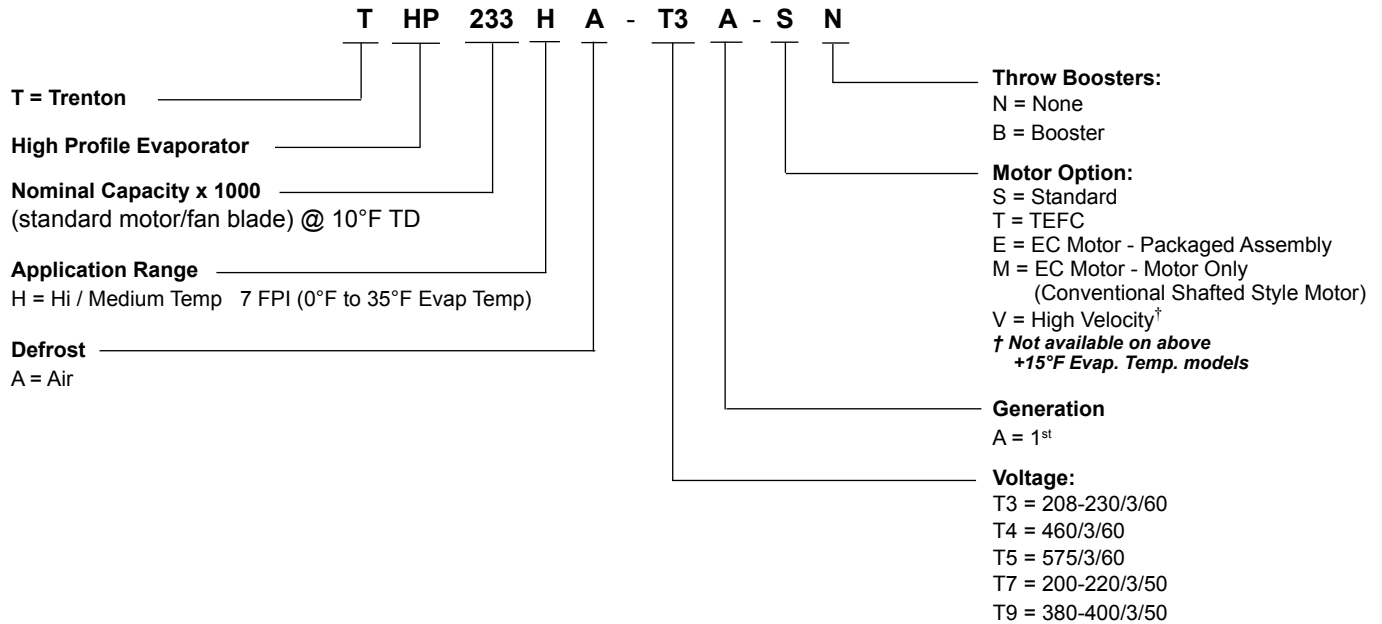 T HP 233 H A - T3 A - S N
T = Trenton
High Profile Evaporator
Nominal Capacity x 1000
(standard motor/fan blade) @ 10°F TD
Application Range
H = Hi / Medium Temp 7 FPI (0°F to 35°F Evap Temp)
Defrost
A = Air
Throw Boosters:
N = None
B = Booster
Motor Option:
S = Standard
T = TEFC
E = EC Motor - Packaged Assembly
M = EC Motor - Motor Only
(Conventional Shafted Style Motor)
V = High Velocity†
† Not available on above
+15°F Evap. Temp. models
Generation
A = 1st
Voltage:
T3 = 208-230/3/60
T4 = 460/3/60
T5 = 575/3/60
T7 = 200-220/3/50
T9 = 380-400/3/50